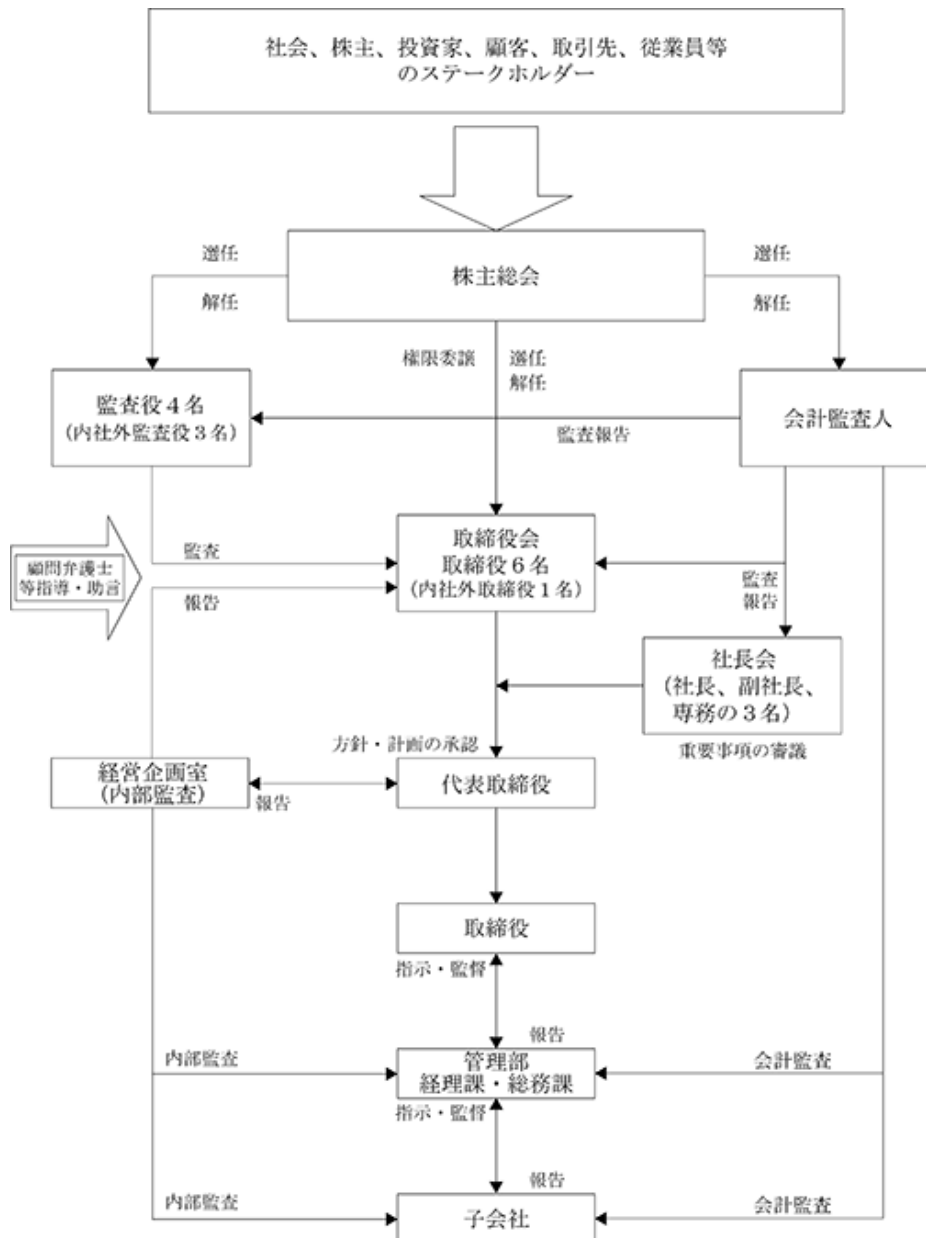 社会、株主、投資家、顧客、取引先、従業員等
のステークホルダー
選任
解任
株主総会
選任
解任
権限委譲
選任
解任
監査役４名
（内社外監査役３名）
監査報告
会計監査人
顧問弁護士
等指導・助言
監査
報告
取締役会
取締役６名
（内社外取締役１名）
監査
報告
社長会
（社長、副社長、
専務の３名）
重要事項の審議
方針・計画の承認
経営企画室
（内部監査）
報告
代表取締役
取締役
指示・監督
報告
内部監査
管理部
経理課・総務課
会計監査
指示・監督
報告
内部監査
子会社
会計監査